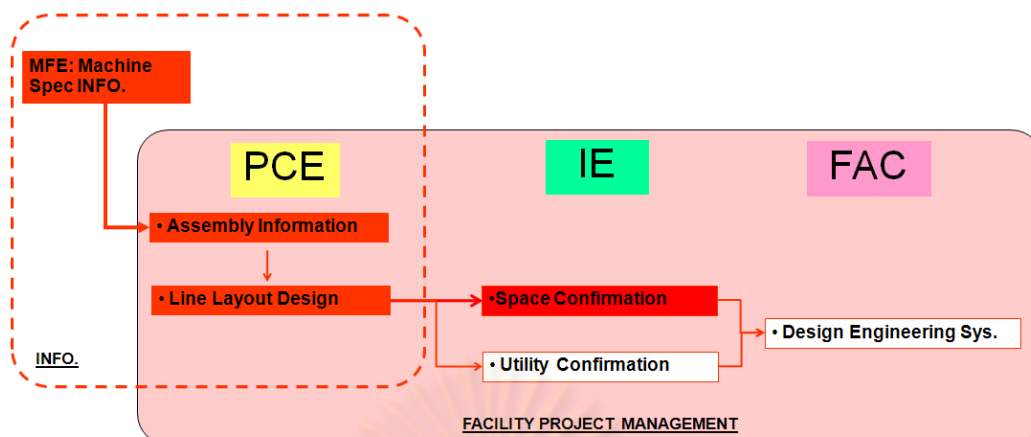 MFE: Machine
Spec INFO.
PCE
IE
FAC
• Assembly Information
• Line Layout Design
•Space Confirmation
• Utility Confirmation
• Design Engineering Sys.
INFO.
FACILITY PROJECT MANAGEMENT